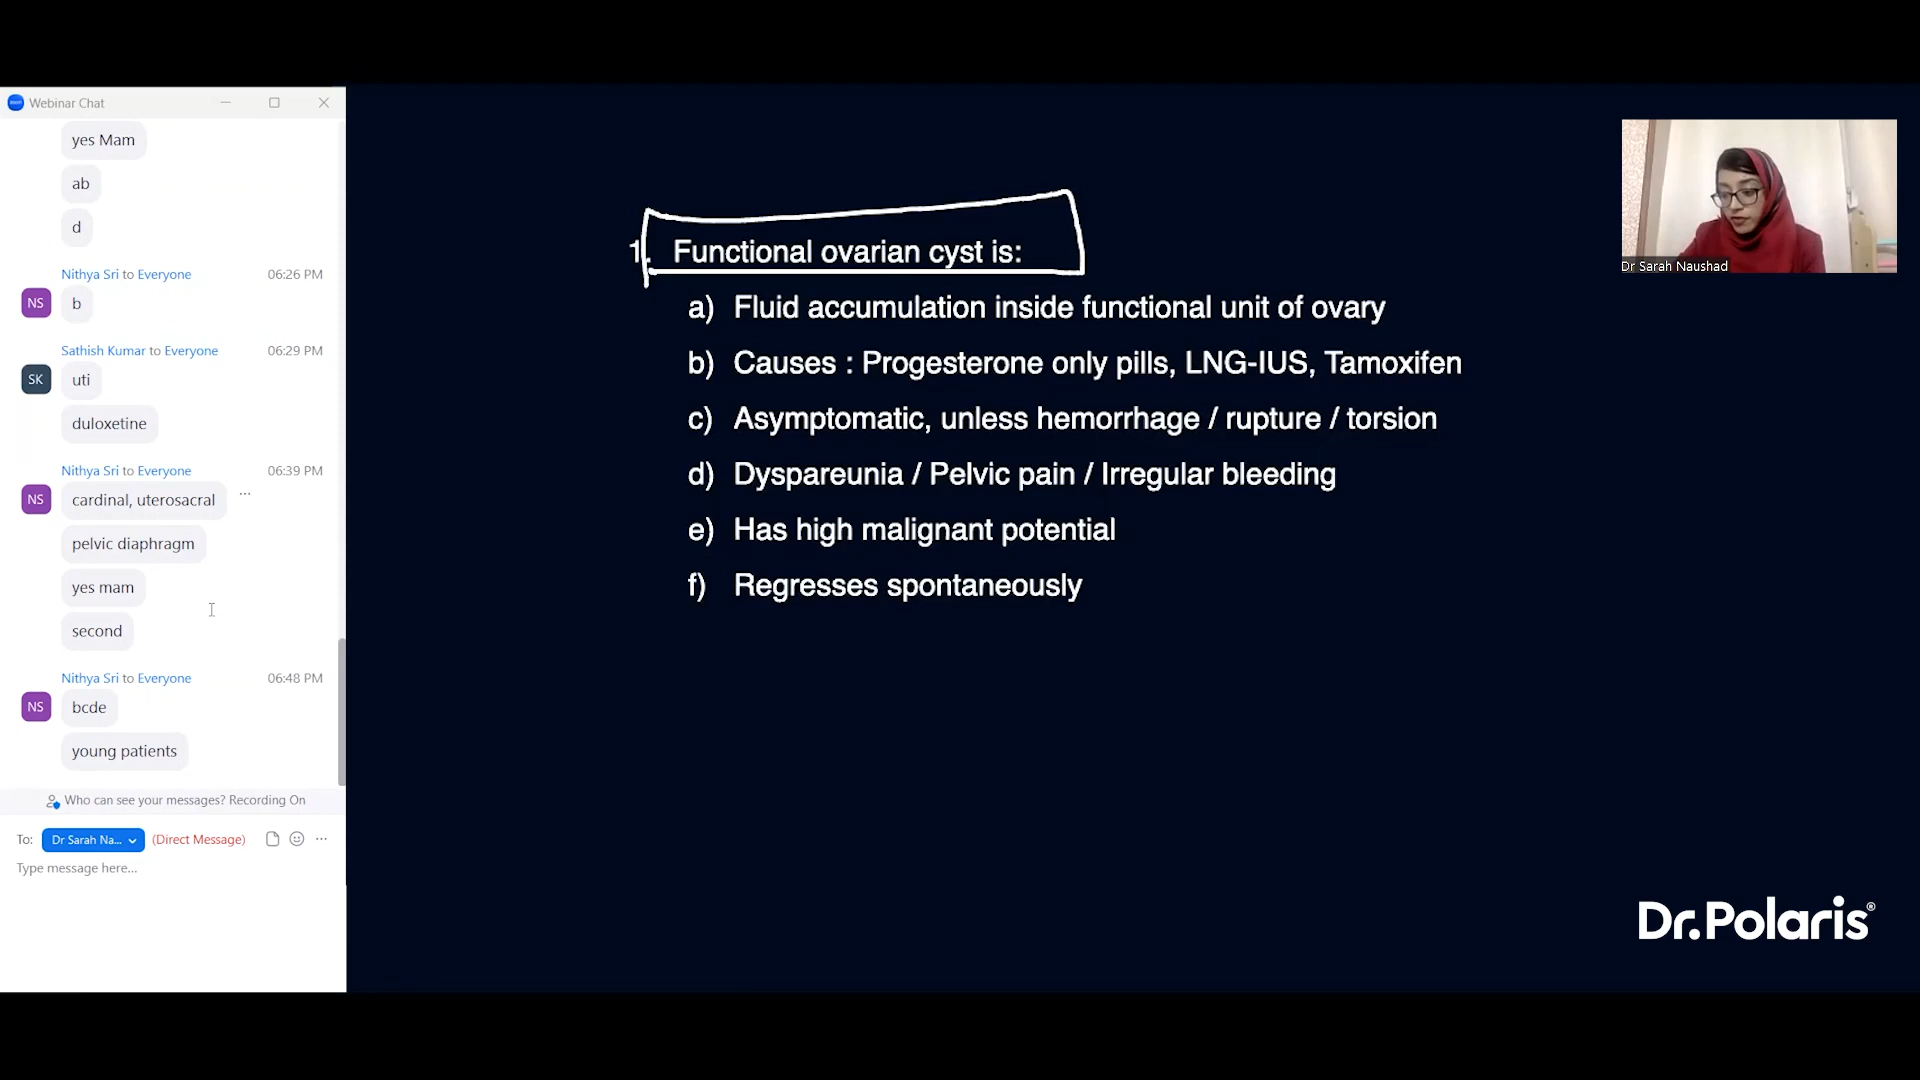 Webinar Chat
yes Mam
ab
d
Nithya Sri to Everyone 06:26 PM
NS
b
Sathish Kumar to Everyone 06:29 PM
SK
uti
duloxetine
Nithya Sri to Everyone 06:39 PM
NS
cardinal, uterosacral
pelvic diaphragm
yes mam
second
Nithya Sri to Everyone 06:48 PM
NS
bcde
young patients
Who can see your messages? Recording On
To: Dr Sarah Na... (Direct Message)
Type message here...
1. Functional ovarian cyst is:
a) Fluid accumulation inside functional unit of ovary
b) Causes : Progesterone only pills, LNG-IUS, Tamoxifen
c) Asymptomatic, unless hemorrhage / rupture / torsion
d) Dyspareunia / Pelvic pain / Irregular bleeding
e) Has high malignant potential
f) Regresses spontaneously
Dr Sarah Naushad
Dr.Polaris®